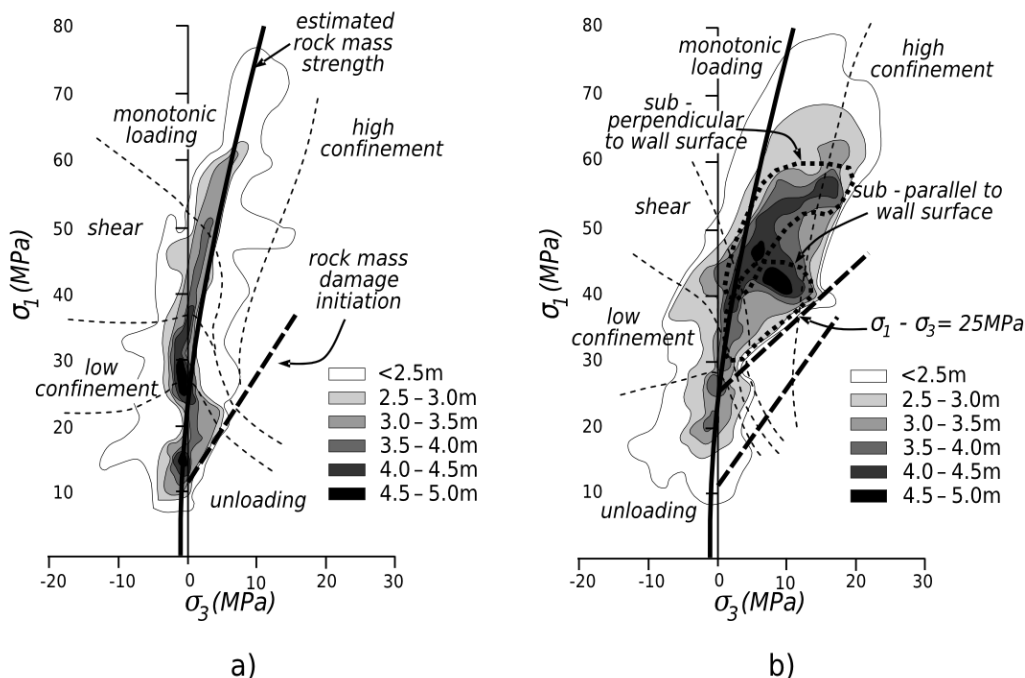 80
70
60
50
40
30
20
10
σ1 (MPa)
estimated
rock mass
strength
monotonic
loading
high
confinement
shear
rock mass
damage
initiation
low
confinement
unloading
<2.5m
2.5 – 3.0m
3.0 – 3.5m
3.5 – 4.0m
4.0 – 4.5m
4.5 – 5.0m
-20 -10 0 10 20 30
σ3 (MPa)
a)
80
70
60
50
40
30
20
10
σ1 (MPa)
monotonic
loading
high
confinement
sub -
perpendicular
to wall surface
shear
sub - parallel to
wall surface
low
confinement
σ1 - σ3 = 25MPa
unloading
<2.5m
2.5 – 3.0m
3.0 – 3.5m
3.5 – 4.0m
4.0 – 4.5m
4.5 – 5.0m
-20 -10 0 10 20 30
σ3 (MPa)
b)